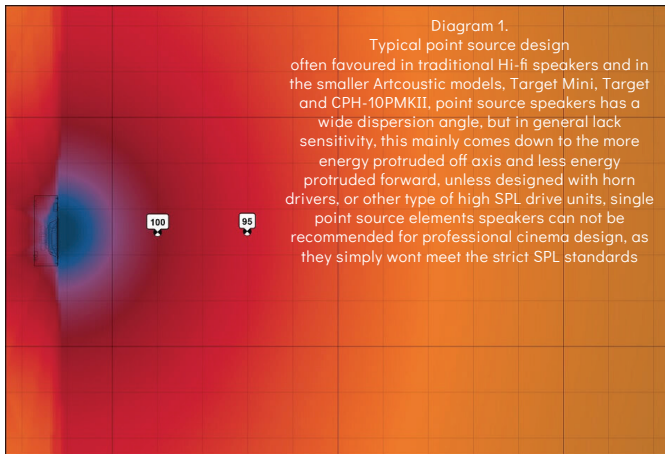 Diagram 1.
Typical point source design
often favoured in traditional Hi-fi speakers and in
the smaller Artcoustic models, Target Mini, Target
and CPH-10PMKII, point source speakers has a
wide dispersion angle, but in general lack
sensitivity, this mainly comes down to the more
energy protruded off axis and less energy
protruded forward, unless designed with horn
drivers, or other type of high SPL drive units, single
point source elements speakers can not be
recommended for professional cinema design, as
they simply wont meet the strict SPL standards
100
95